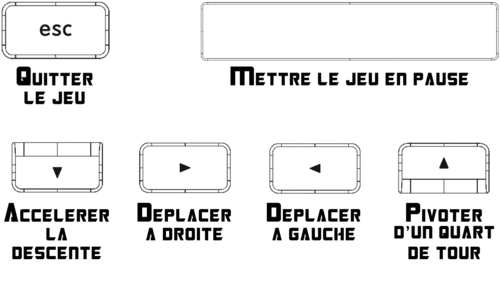 esc
QUITTER
LE JEU
METTRE LE JEU EN PAUSE
ACCELERER
LA
DESCENTE
DEPLACER
A DROITE
DEPLACER
A GAUCHE
PIVOTER
D'UN QUART
DE TOUR